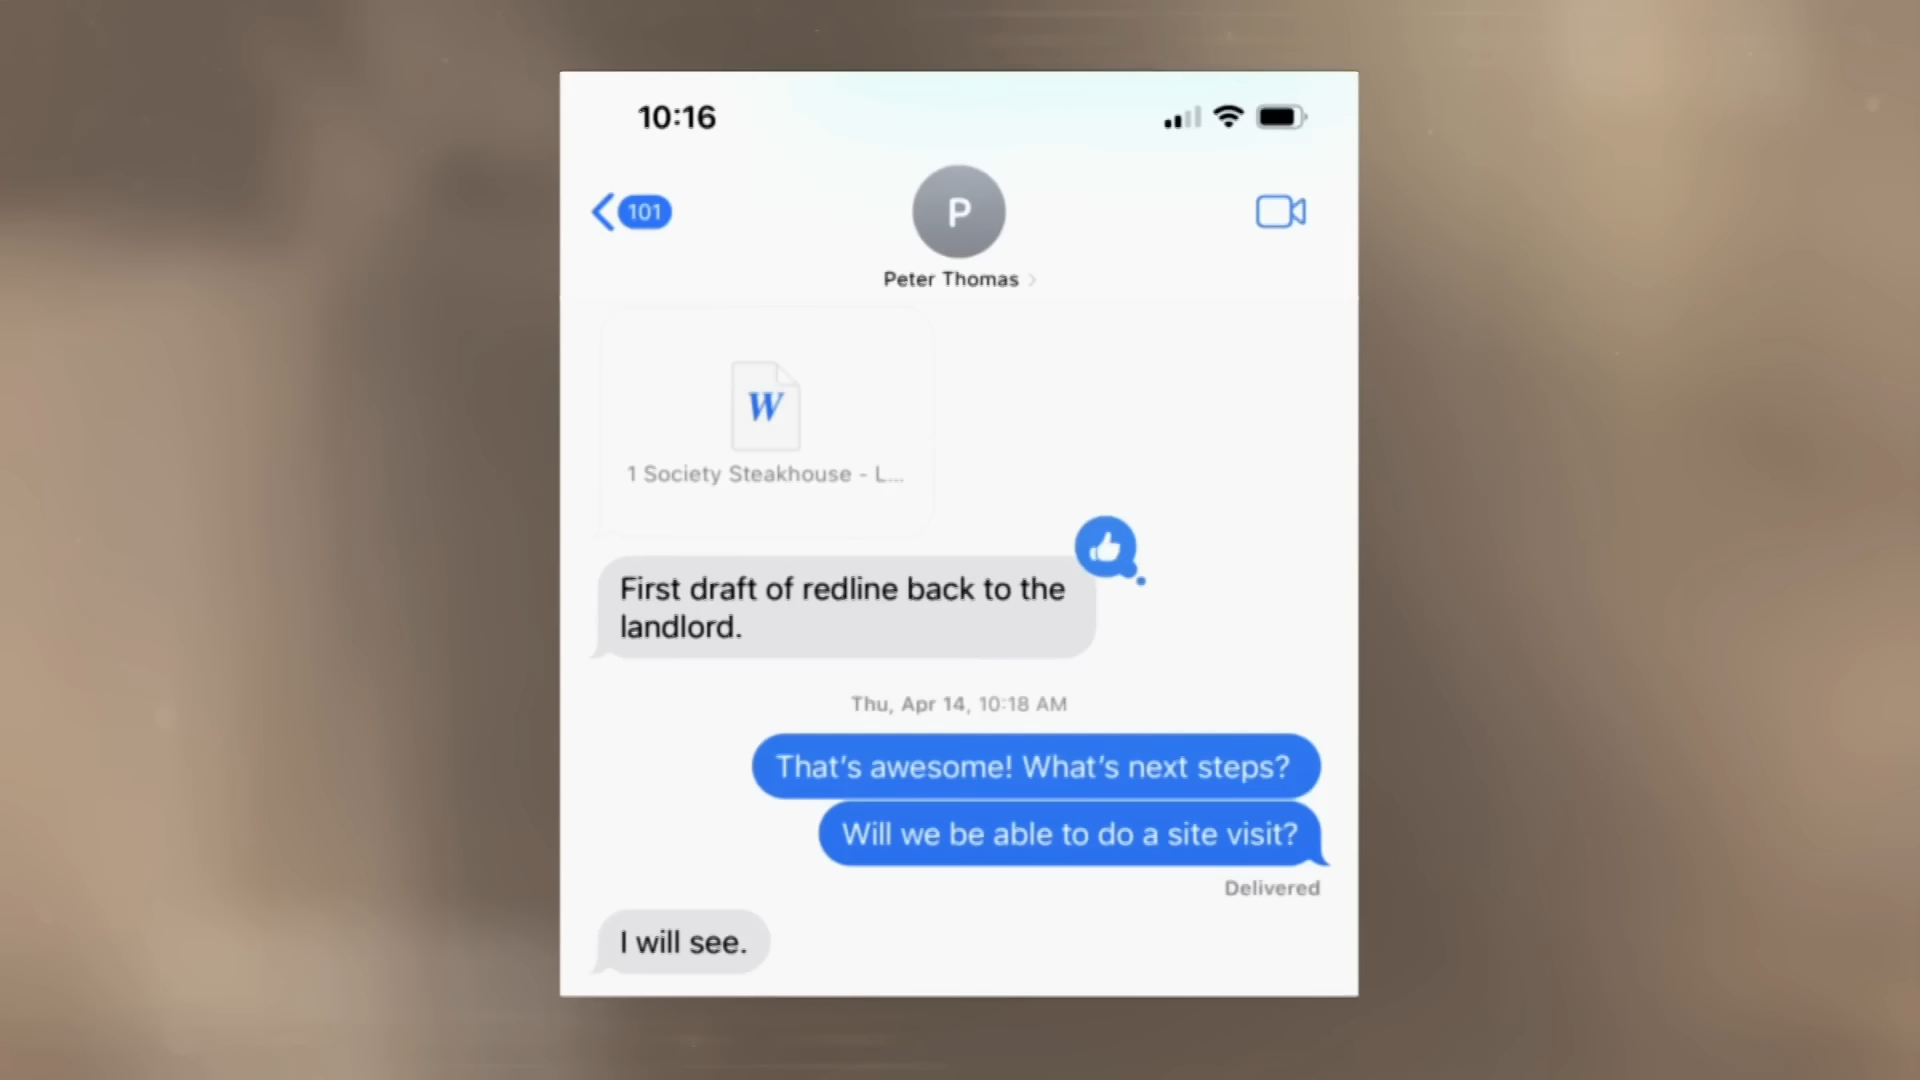 10:16
101
P
Peter Thomas
W
1 Society Steakhouse - L...
First draft of redline back to the
landlord.
Thu, Apr 14, 10:18 AM
That's awesome! What's next steps?
Will we be able to do a site visit?
Delivered
I will see.